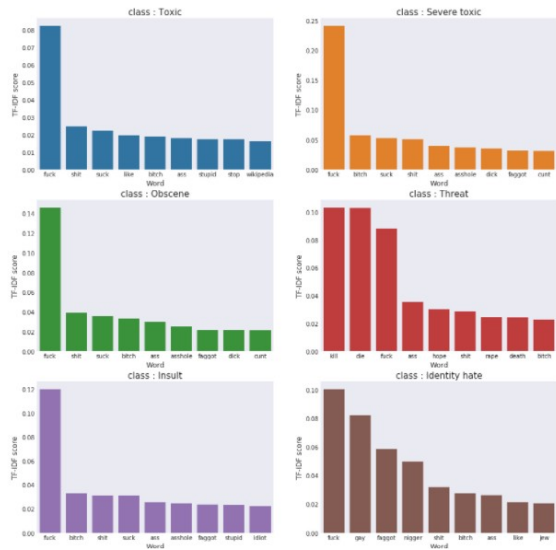 class : Toxic
TF-IDF score
0.08
0.07
0.06
0.05
0.04
0.03
0.02
0.01
0.00
fuck shit suck like bitch ass stupid stop wikipedia
Word
class : Severe toxic
TF-IDF score
0.25
0.20
0.15
0.10
0.05
0.00
fuck bitch suck shit ass asshole dick faggot cunt
Word
class : Obscene
TF-IDF score
0.14
0.12
0.10
0.08
0.06
0.04
0.02
0.00
fuck shit suck bitch ass asshole faggot dick cunt
Word
class : Threat
TF-IDF score
0.10
0.08
0.06
0.04
0.02
0.00
kill die fuck ass hope shit rape death bitch
Word
class : Insult
TF-IDF score
0.12
0.10
0.08
0.06
0.04
0.02
0.00
fuck bitch shit suck ass asshole faggot stupid idiot
Word
class : Identity hate
TF-IDF score
0.10
0.08
0.06
0.04
0.02
0.00
fuck gay faggot nigger shit bitch ass like jew
Word